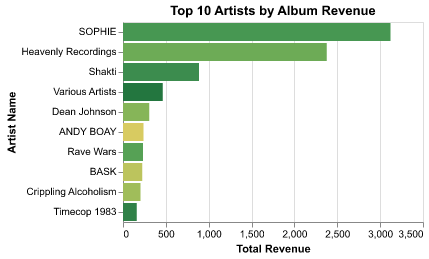 Top 10 Artists by Album Revenue
SOPHIE
Heavenly Recordings
Shakti
Various Artists
Dean Johnson
ANDY BOAY
Rave Wars
BASK
Crippling Alcoholism
Timecop 1983
Artist Name
0 500 1,000 1,500 2,000 2,500 3,000 3,500
Total Revenue